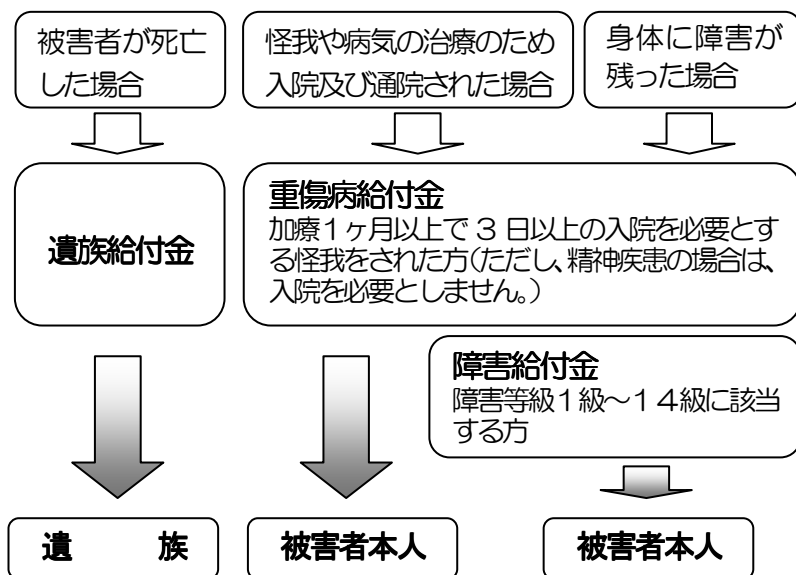 被害者が死亡
した場合
怪我や病気の治療のため
入院及び通院された場合
身体に障害が
残った場合
遺族給付金
重傷病給付金
加療1ヶ月以上で3日以上の入院を必要とす
る怪我をされた方(ただし、精神疾患の場合は、
入院を必要としません。)
障害給付金
障害等級1級~14級に該当
する方
遺　　族
被害者本人
被害者本人